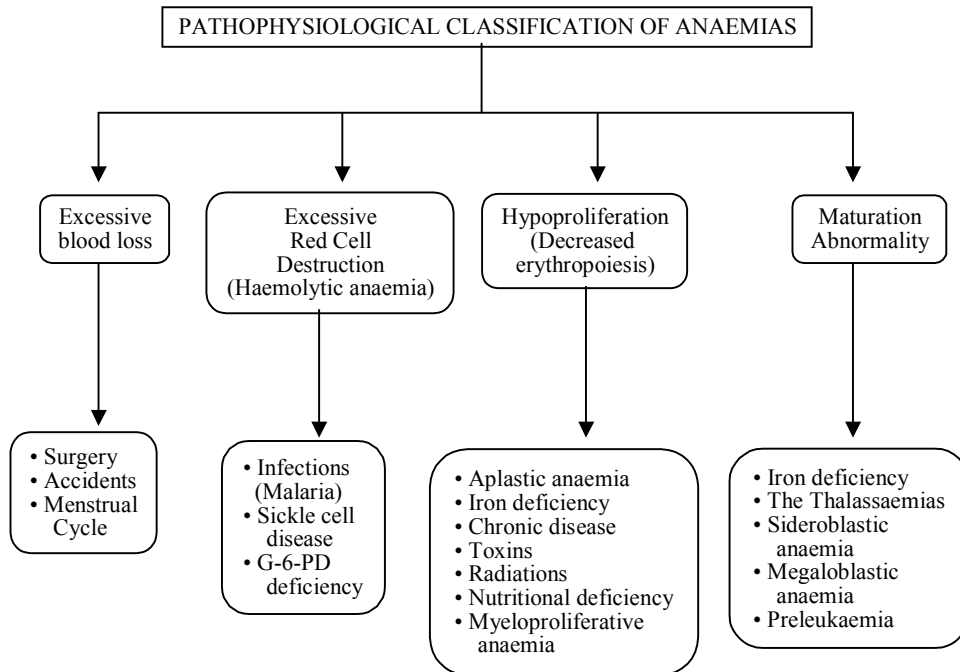 PATHOPHYSIOLOGICAL CLASSIFICATION OF ANAEMIAS
Excessive
blood loss
Excessive
Red Cell
Destruction
(Haemolytic anaemia)
Hypoproliferation
(Decreased
erythropoiesis)
Maturation
Abnormality
• Surgery
• Accidents
• Menstrual
Cycle
• Infections
(Malaria)
• Sickle cell
disease
• G-6-PD
deficiency
• Aplastic anaemia
• Iron deficiency
• Chronic disease
• Toxins
• Radiations
• Nutritional deficiency
• Myeloproliferative
anaemia
• Iron deficiency
• The Thalassaemias
• Sideroblastic
anaemia
• Megaloblastic
anaemia
• Preleukaemia